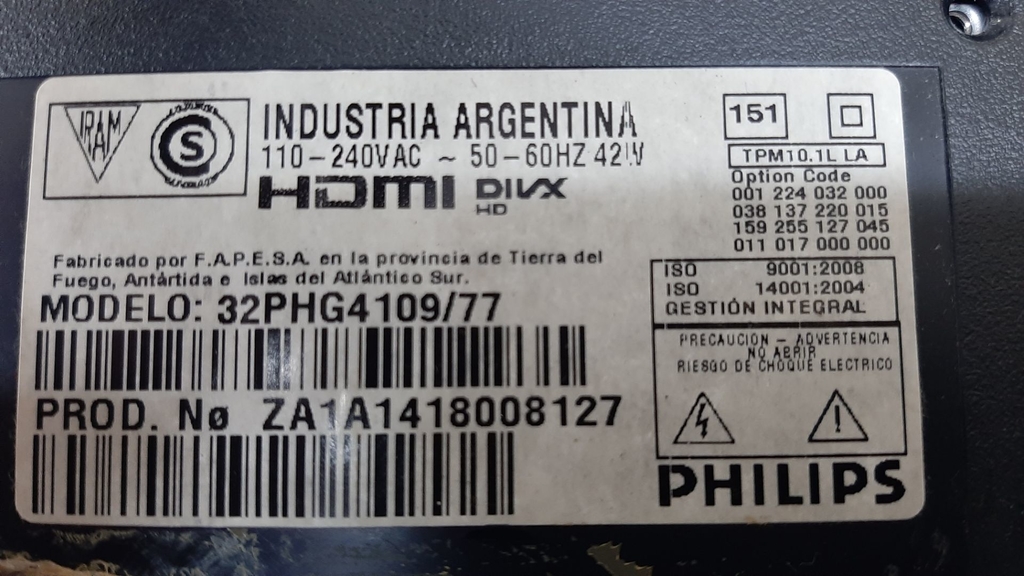 IRAM
S
INDUSTRIA ARGENTINA
110-240VAC ~ 50-60HZ 42W
HDMI DIVX
HD
151
TPM10.1L LA
Option Code
001 224 032 000
038 137 220 015
159 255 127 045
011 017 000 000
Fabricado por F.A.P.E.S.A. en la provincia de Tierra del
Fuego, Antártida e Islas del Atlántico Sur.
MODELO: 32PHG4109/77
PROD. Nø ZA1A1418008127
ISO 9001:2008
ISO 14001:2004
GESTIÓN INTEGRAL
PRECAUCION - ADVERTENCIA
NO ABRIR
RIESGO DE CHOQUE ELECTRICO
PHILIPS